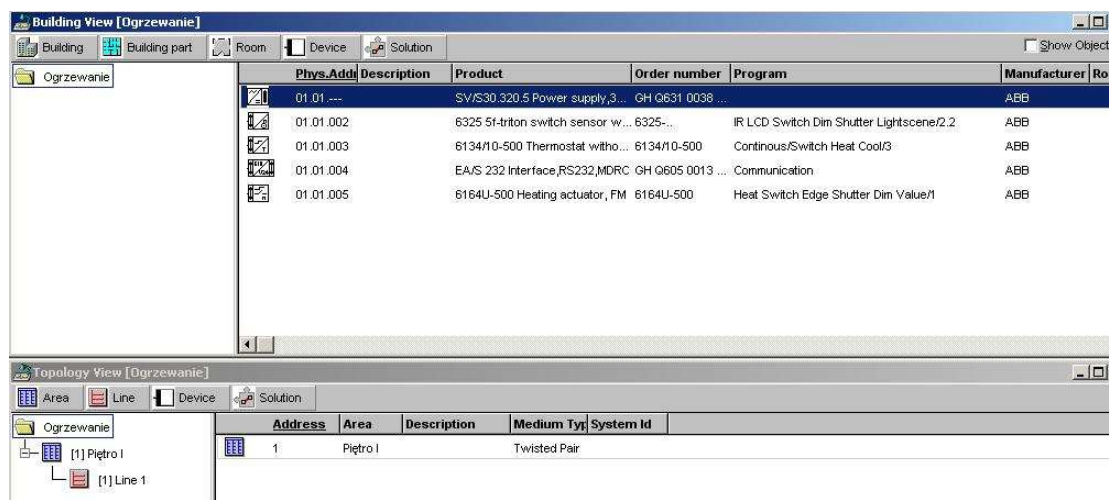 Building View [Ogrzewanie]
Building Building part Room Device Solution Show Object
Ogrzewanie
Phys.Addr Description Product Order number Program Manufacturer Ro
01.01.--- SV/S30.320.5 Power supply,3... GH Q631 0038 ... ABB
01.01.002 6325 5f-triton switch sensor w... 6325-.. IR LCD Switch Dim Shutter Lightscene/2.2 ABB
01.01.003 6134/10-500 Thermostat witho... 6134/10-500 Continous/Switch Heat Cool/3 ABB
01.01.004 EA/S 232 Interface,RS232,MDRC GH Q605 0013 ... Communication ABB
01.01.005 6164U-500 Heating actuator, FM 6164U-500 Heat Switch Edge Shutter Dim Value/1 ABB
Topology View [Ogrzewanie]
Area Line Device Solution
Ogrzewanie
[1] Piętro I
[1] Line 1
Address Area Description Medium Typ System Id
1 Piętro I Twisted Pair